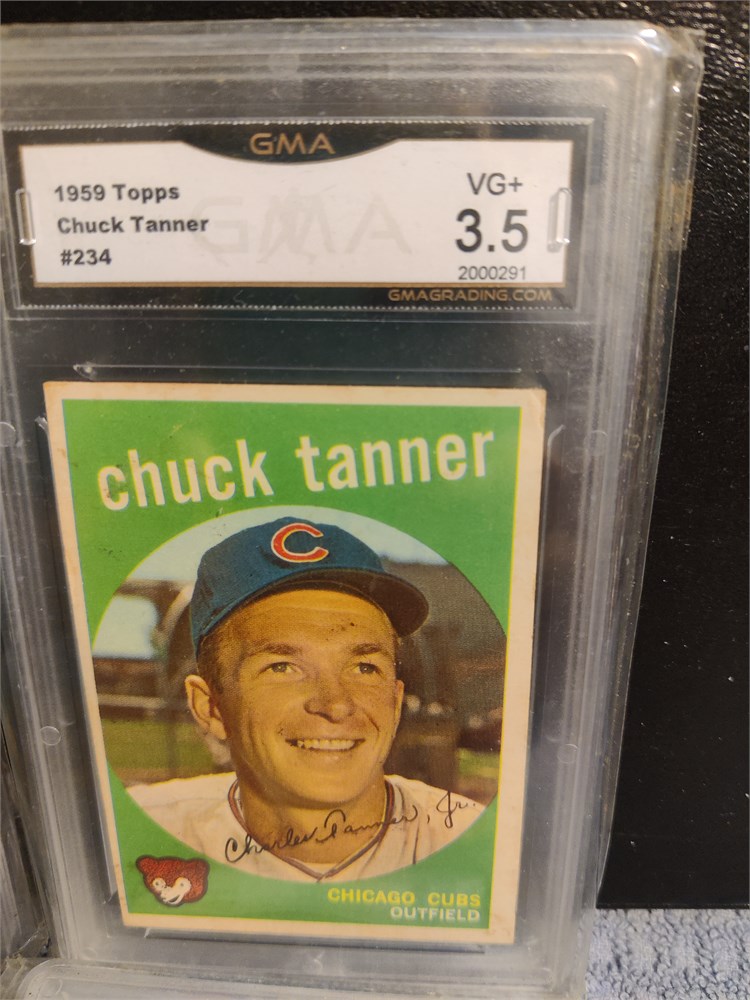 GMA
1959 Topps
Chuck Tanner
#234
VG+
3.5
2000291
GMA
GMAGRADING.COM
chuck tanner
C
Charles Tanner, Jr.
CHICAGO CUBS
OUTFIELD